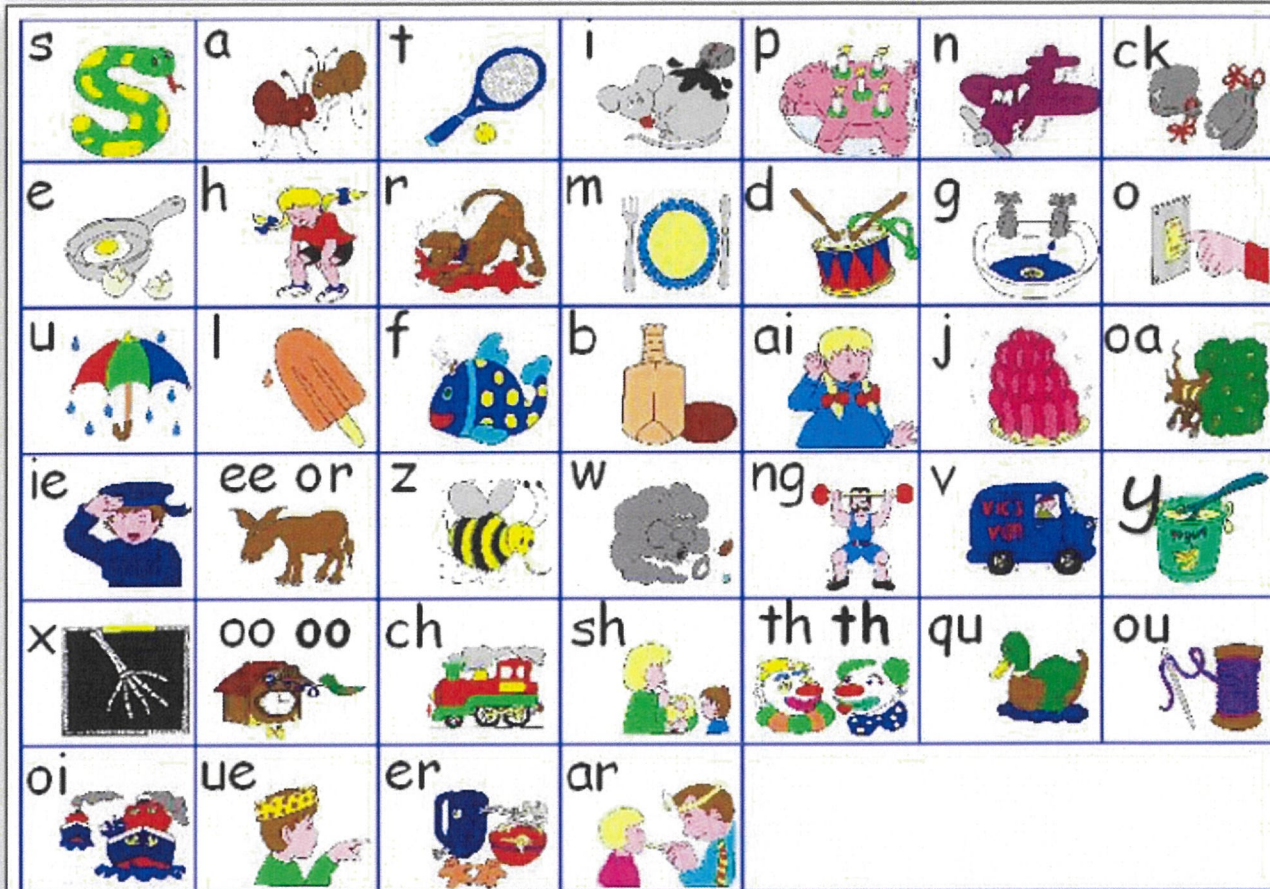 s a t i p n ck
e h r m d g o
u l f b ai j oa
ie ee or z w ng v y
VIC'S
VAN
yogurt
x oo oo ch sh th th qu ou
oi ue er ar